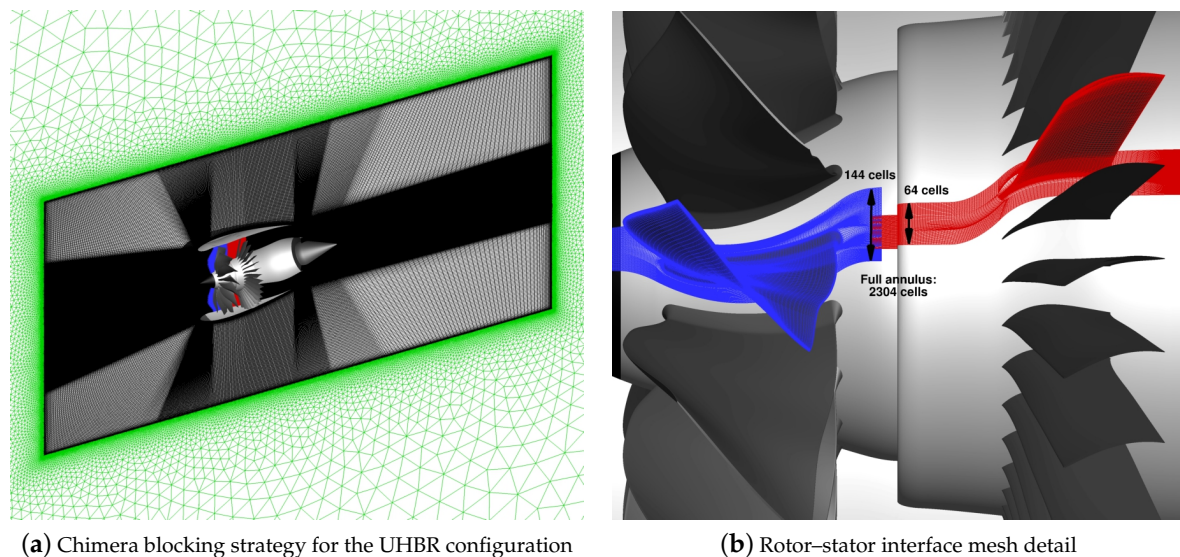 144 cells
64 cells
Full annulus:
2304 cells
(a) Chimera blocking strategy for the UHBR configuration
(b) Rotor–stator interface mesh detail